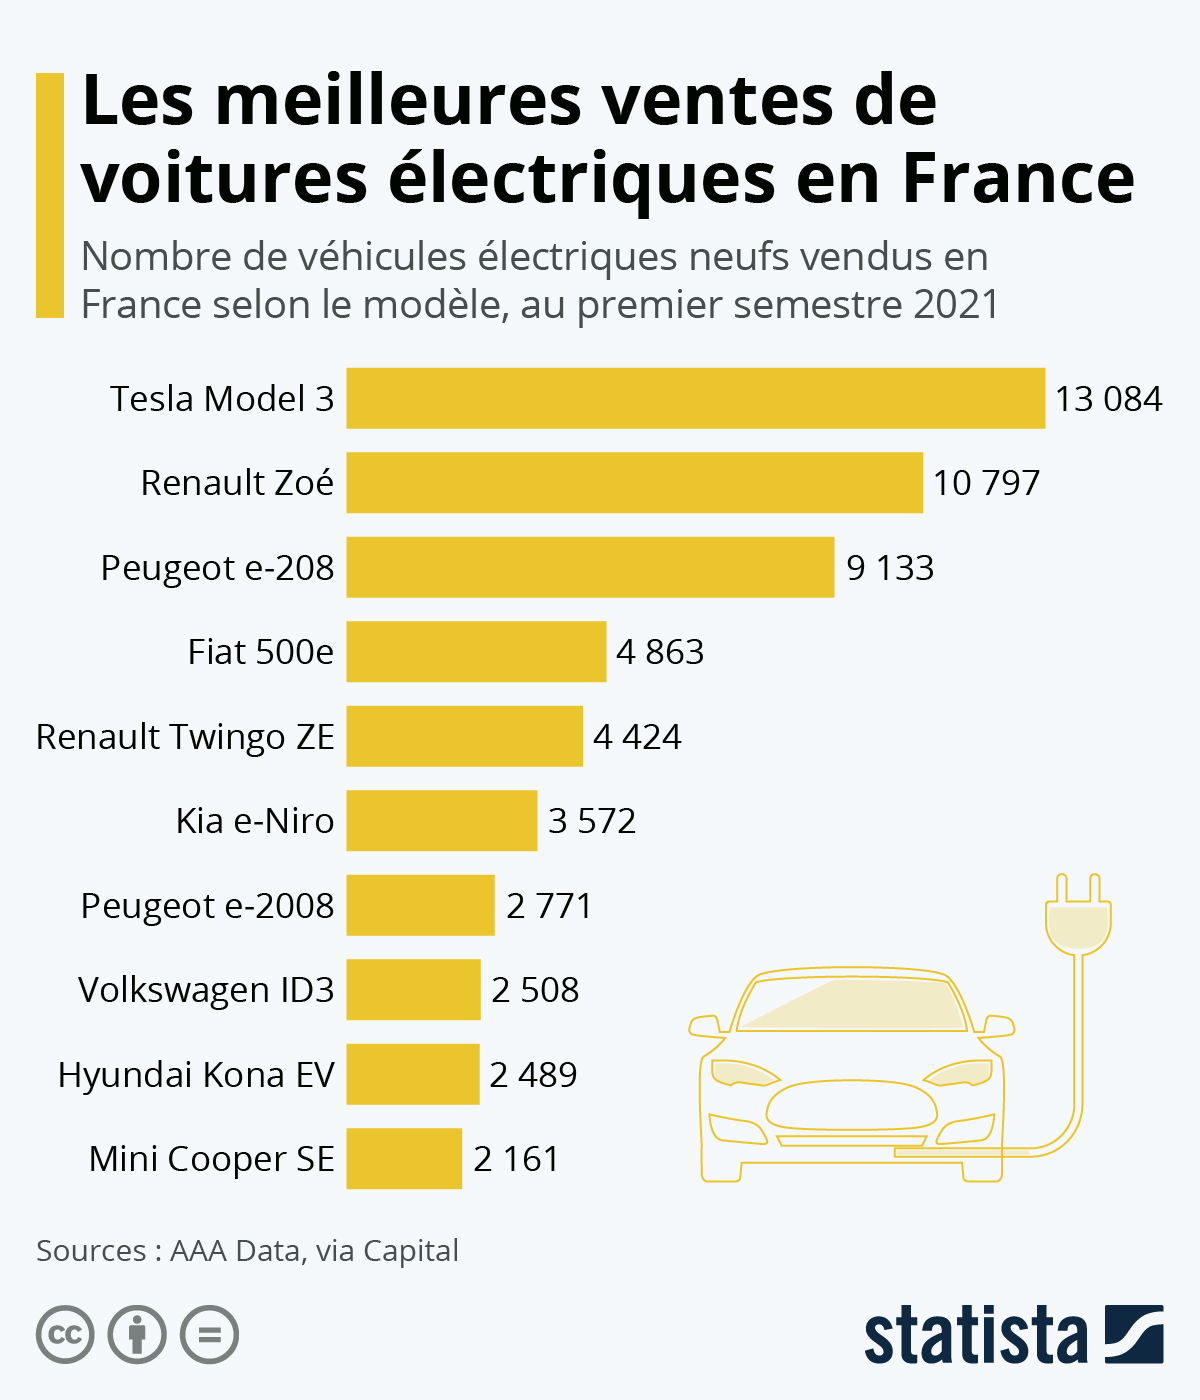 Les meilleures ventes de
voitures électriques en France
Nombre de véhicules électriques neufs vendus en
France selon le modèle, au premier semestre 2021
Tesla Model 3 13 084
Renault Zoé 10 797
Peugeot e-208 9 133
Fiat 500e 4 863
Renault Twingo ZE 4 424
Kia e-Niro 3 572
Peugeot e-2008 2 771
Volkswagen ID3 2 508
Hyundai Kona EV 2 489
Mini Cooper SE 2 161
Sources : AAA Data, via Capital
cc =
statista